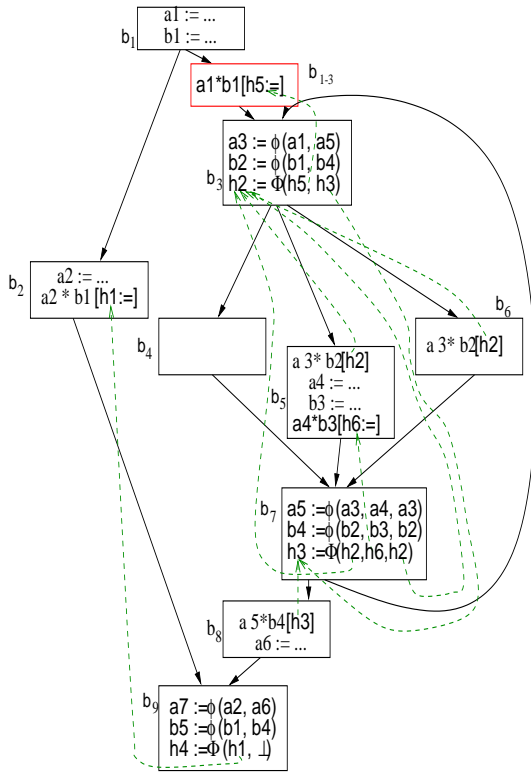 a1 := ...
b1 := ...
b1
a1*b1[h5:=]
b1-3
a3 := ϕ(a1, a5)
b2 := ϕ(b1, b4)
h2 := Φ(h5, h3)
b3
a2 := ...
a2 * b1[h1:=]
b2
b4
a 3* b2[h2]
a4 := ...
b3 := ...
a4*b3[h6:=]
b5
b6
a 3* b2[h2]
a5 :=ϕ(a3, a4, a3)
b4 :=ϕ(b2, b3, b2)
h3 :=Φ(h2,h6,h2)
b7
a 5*b4[h3]
a6 := ...
b8
b9
a7 :=ϕ(a2, a6)
b5 :=ϕ(b1, b4)
h4 :=Φ(h1, ⊥)